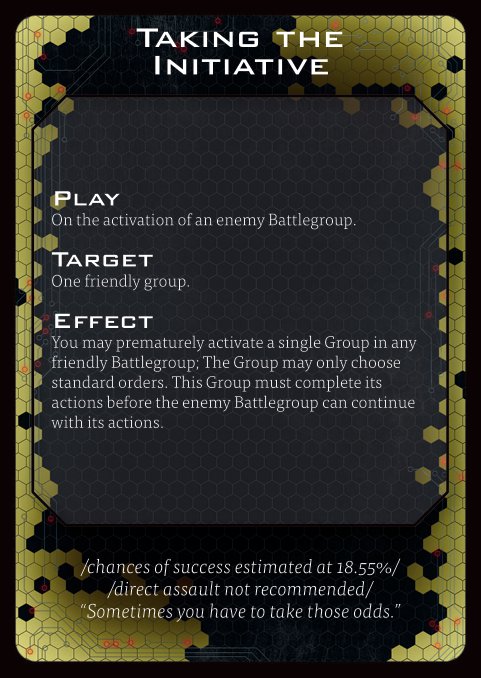 Taking the
Initiative
Play
On the activation of an enemy Battlegroup.
Target
One friendly group.
Effect
You may prematurely activate a single Group in any
friendly Battlegroup; The Group may only choose
standard orders. This Group must complete its
actions before the enemy Battlegroup can continue
with its actions.
/chances of success estimated at 18.55%/
/direct assault not recommended/
“Sometimes you have to take those odds.”